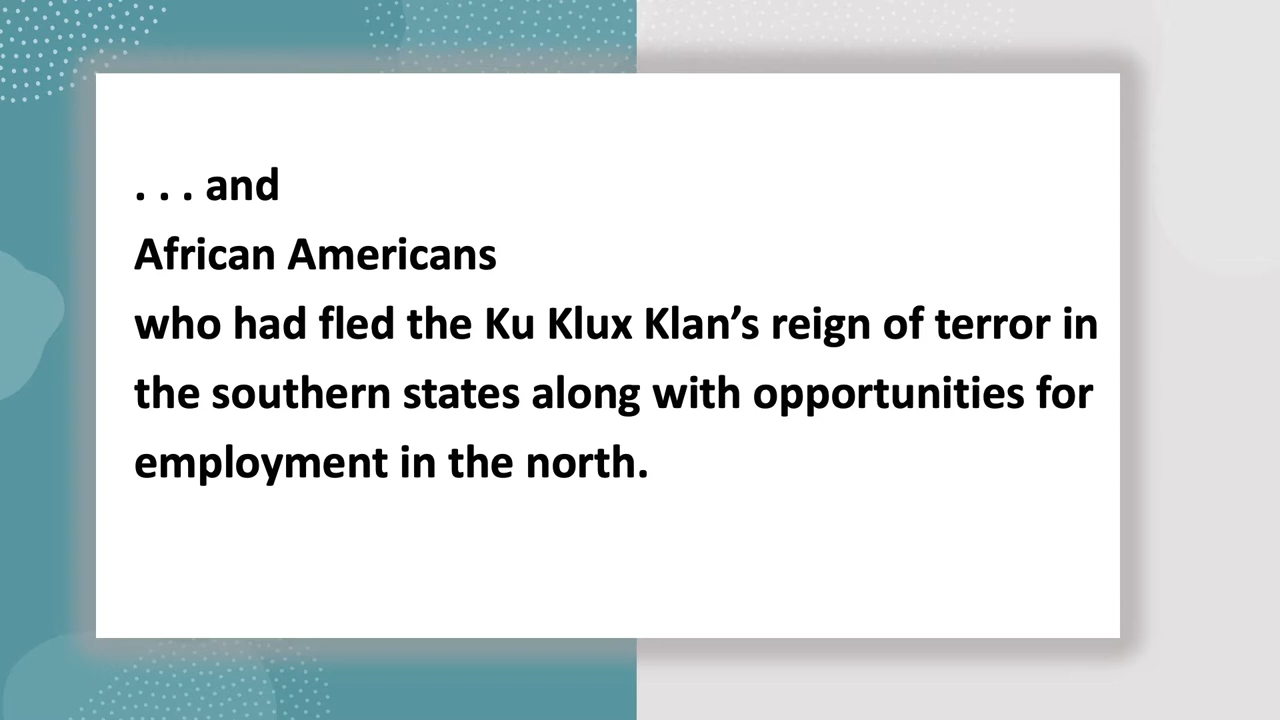 . . . and
African Americans
who had fled the Ku Klux Klan’s reign of terror in
the southern states along with opportunities for
employment in the north.